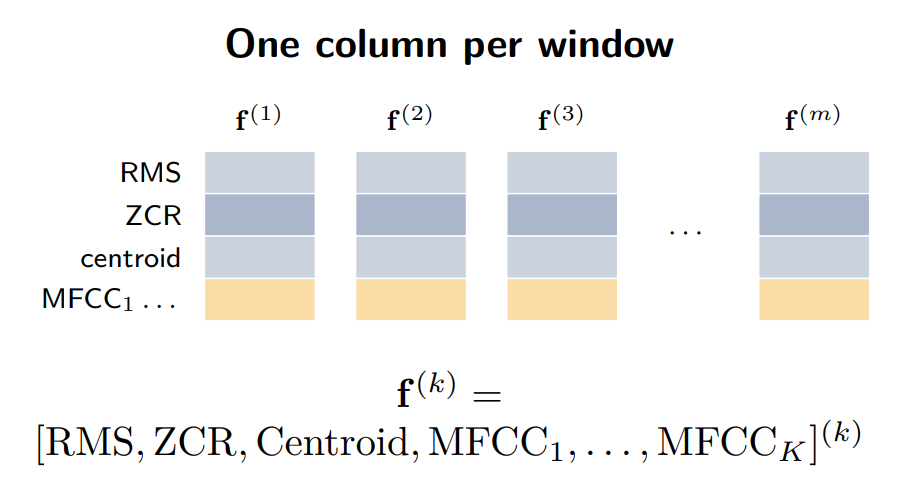 One column per window
f^(1) f^(2) f^(3) f^(m)
RMS
ZCR
...
centroid
MFCC_1 ...
f^(k) =
[RMS, ZCR, Centroid, MFCC_1, ..., MFCC_K]^(k)